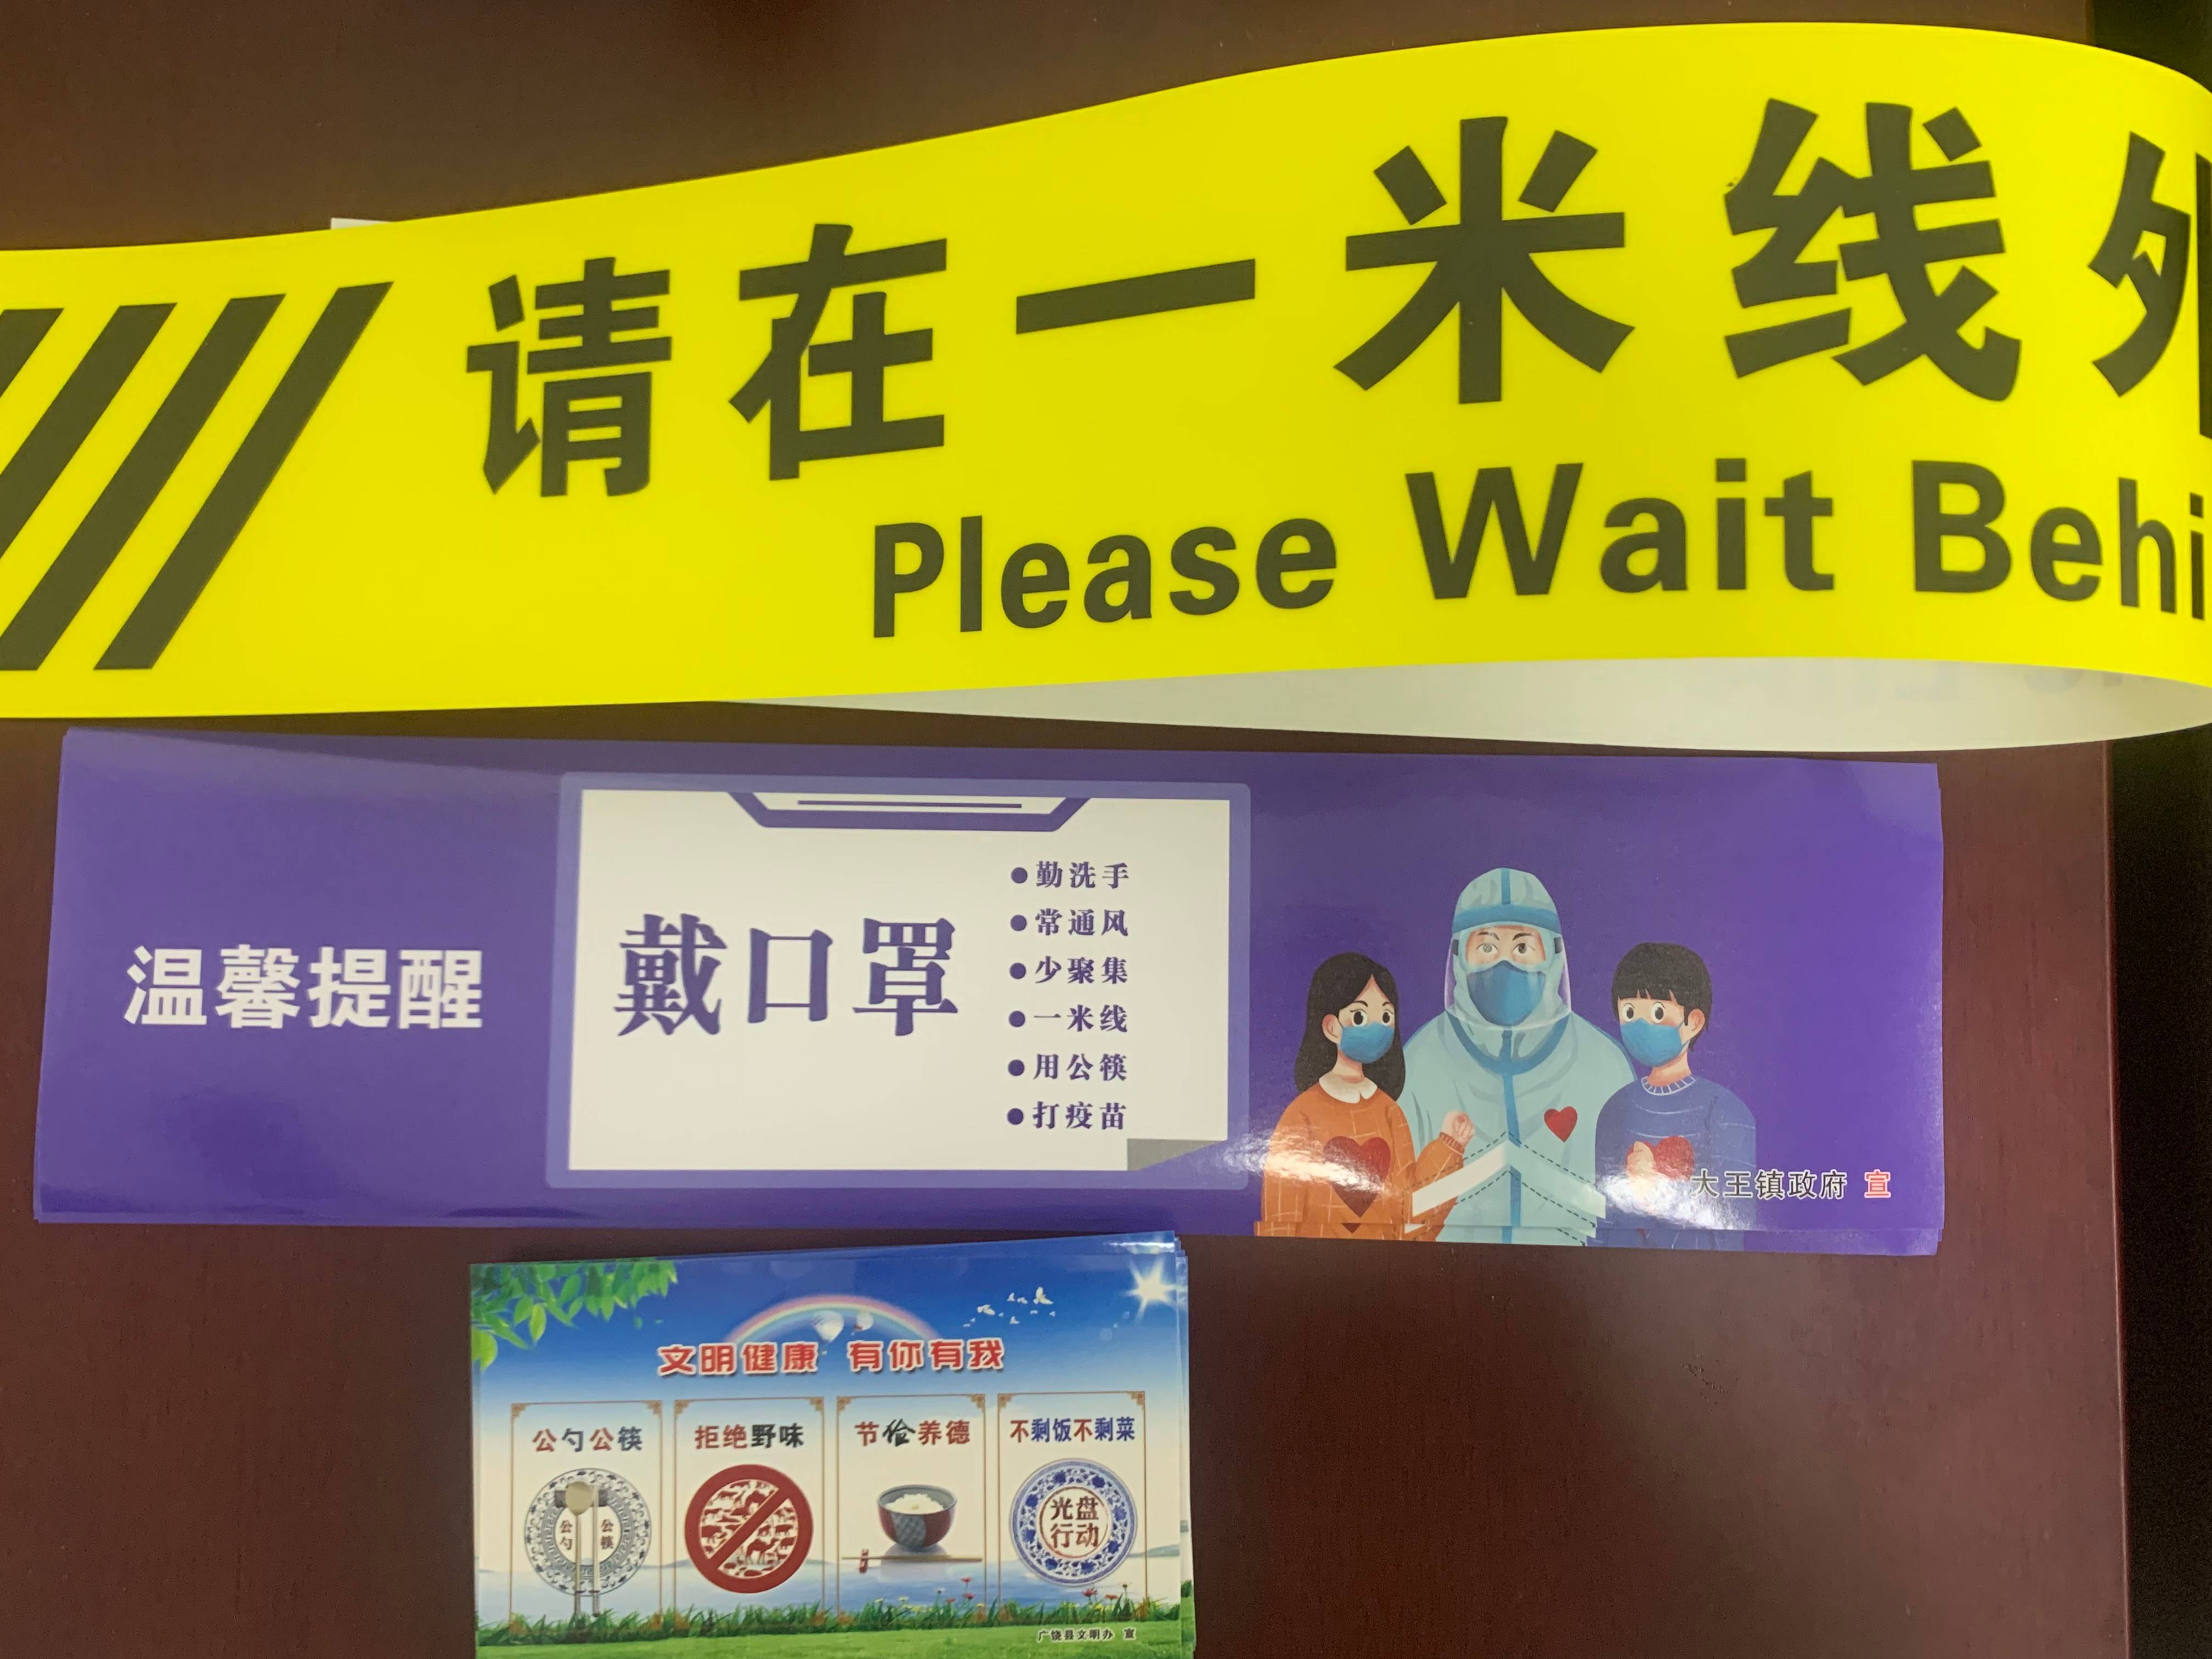 请在一米线外
Please Wait Behi
温馨提醒
戴口罩
●勤洗手
●常通风
●少聚集
●一米线
●用公筷
●打疫苗
大王镇政府 宣
文明健康 有你有我
公勺公筷
拒绝野味
节俭养德
不剩饭不剩菜
公勺
公筷
光盘
行动
广饶县文明办 宣